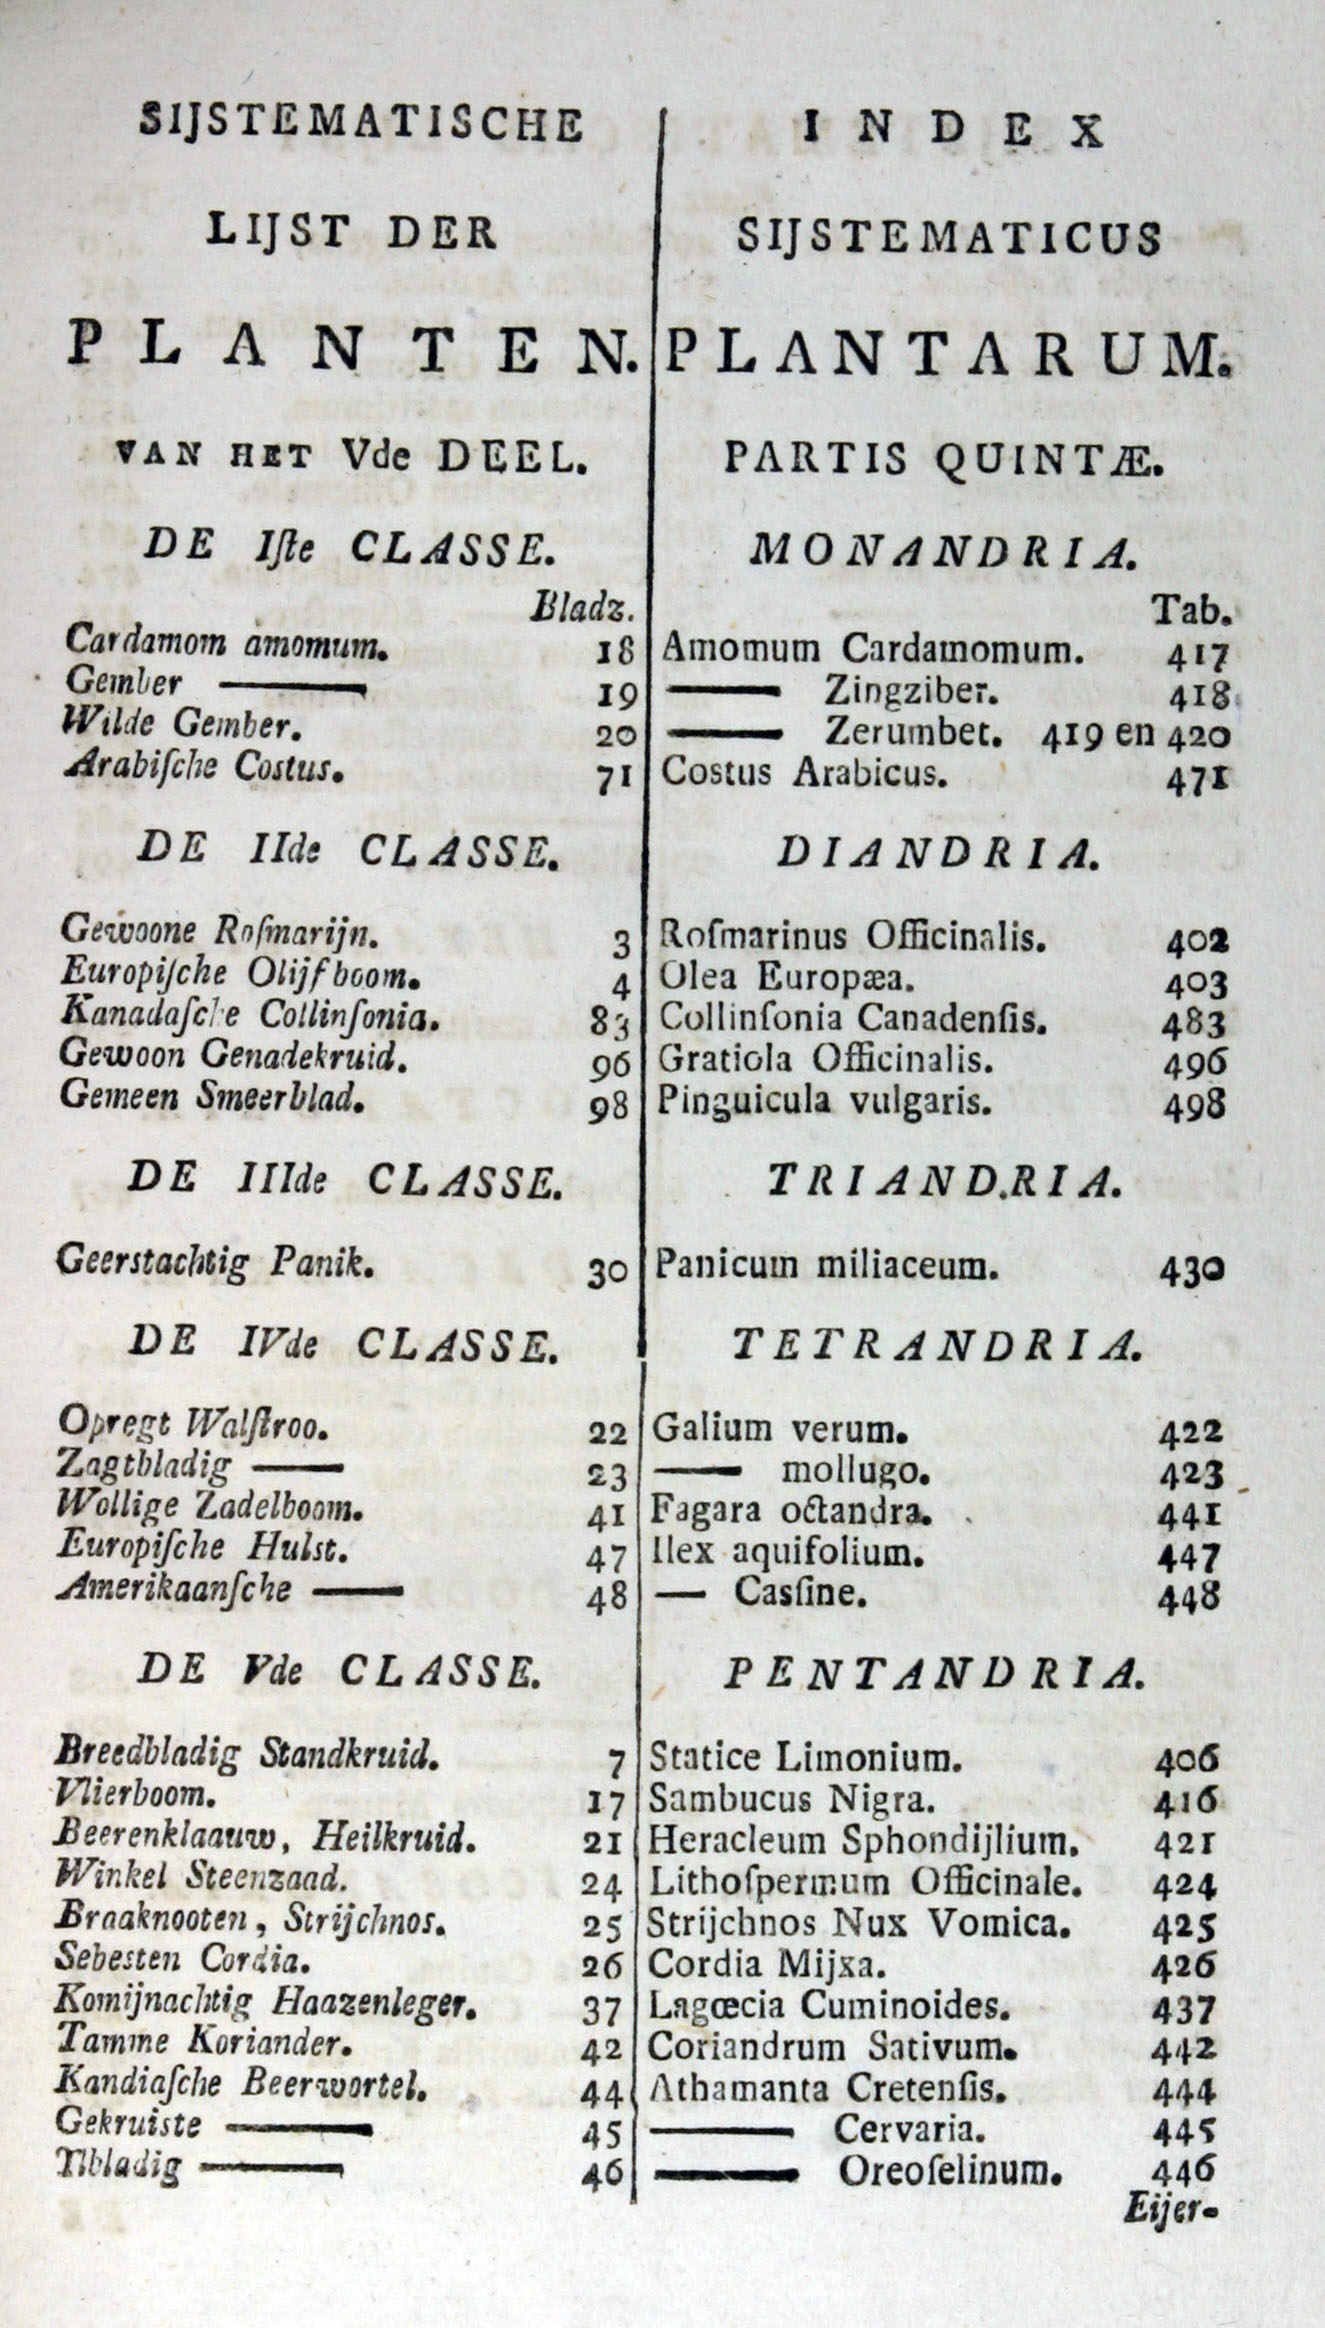 SIJSTEMATISCHE
LIJST DER
PLANTEN.
VAN HET Vde DEEL.
DE Iſte CLASSE.
Bladz.
Cardamom amomum. 18
Gember —— 19
Wilde Gember. 20
Arabiſche Costus. 71
DE IIde CLASSE.
Gewoone Roſmarijn. 3
Europiſche Olijfboom. 4
Kanadaſche Collinſonia. 83
Gewoon Genadekruid. 96
Gemeen Smeerblad. 98
DE IIIde CLASSE.
Geerstachtig Panik. 30
DE IVde CLASSE.
Opregt Walſtroo. 22
Zagtbladig —— 23
Wollige Zadelboom. 41
Europiſche Hulst. 47
Amerikaanſche —— 48
DE Vde CLASSE.
Breedbladig Standkruid. 7
Vlierboom. 17
Beerenklaauw, Heilkruid. 21
Winkel Steenzaad. 24
Braaknooten, Strijchnos. 25
Sebesten Cordia. 26
Komijnachtig Haazenleger. 37
Tamme Koriander. 42
Kandiaſche Beerwortel. 44
Gekruiste —— 45
—— 46
INDEX
SIJSTEMATICUS
PLANTARUM.
PARTIS QUINTÆ.
MONANDRIA.
Tab.
Amomum Cardamomum. 417
—— Zingziber. 418
—— Zerumbet. 419 en 420
Costus Arabicus. 471
DIANDRIA.
Roſmarinus Officinalis. 402
Olea Europæa. 403
Collinſonia Canadenſis. 483
Gratiola Officinalis. 496
Pinguicula vulgaris. 498
TRIANDRIA.
Panicum miliaceum. 430
TETRANDRIA.
Galium verum. 422
—— mollugo. 423
Fagara octandra. 441
Ilex aquifolium. 447
— Casſine. 448
PENTANDRIA.
Statice Limonium. 406
Sambucus Nigra. 416
Heracleum Sphondijlium. 421
Lithoſpermum Officinale. 424
Strijchnos Nux Vomica. 425
Cordia Mijxa. 426
Lagœcia Cuminoides. 437
Coriandrum Sativum. 442
Athamanta Cretenſis. 444
—— Cervaria. 445
—— Oreoſelinum. 446
Eijer-